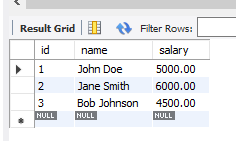 Result Grid Filter Rows:
id name salary
1 John Doe 5000.00
2 Jane Smith 6000.00
3 Bob Johnson 4500.00
NULL NULL NULL